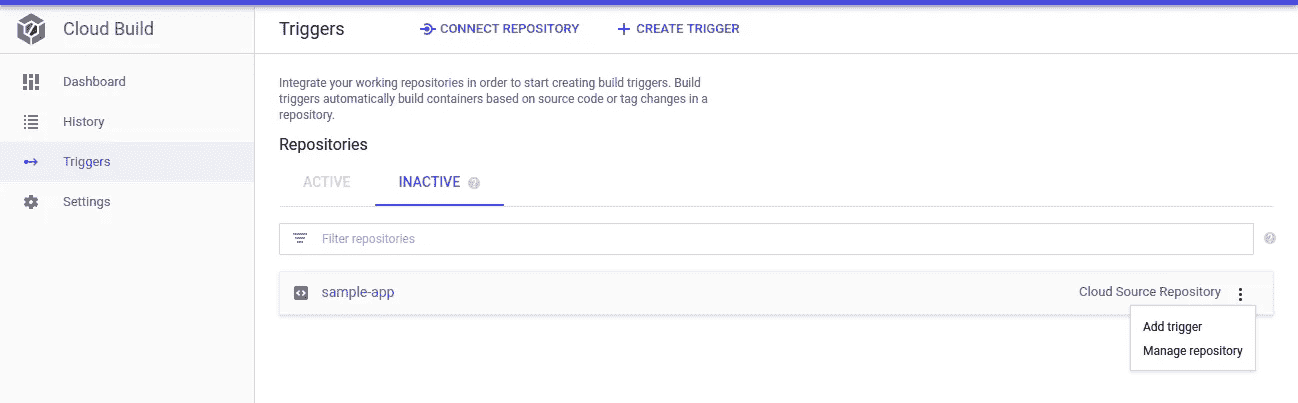 Cloud Build
Triggers
CONNECT REPOSITORY
CREATE TRIGGER
Dashboard
History
Triggers
Settings
Integrate your working repositories in order to start creating build triggers. Build
triggers automatically build containers based on source code or tag changes in a
repository.
Repositories
ACTIVE
INACTIVE
Filter repositories
sample-app
Cloud Source Repository
Add trigger
Manage repository